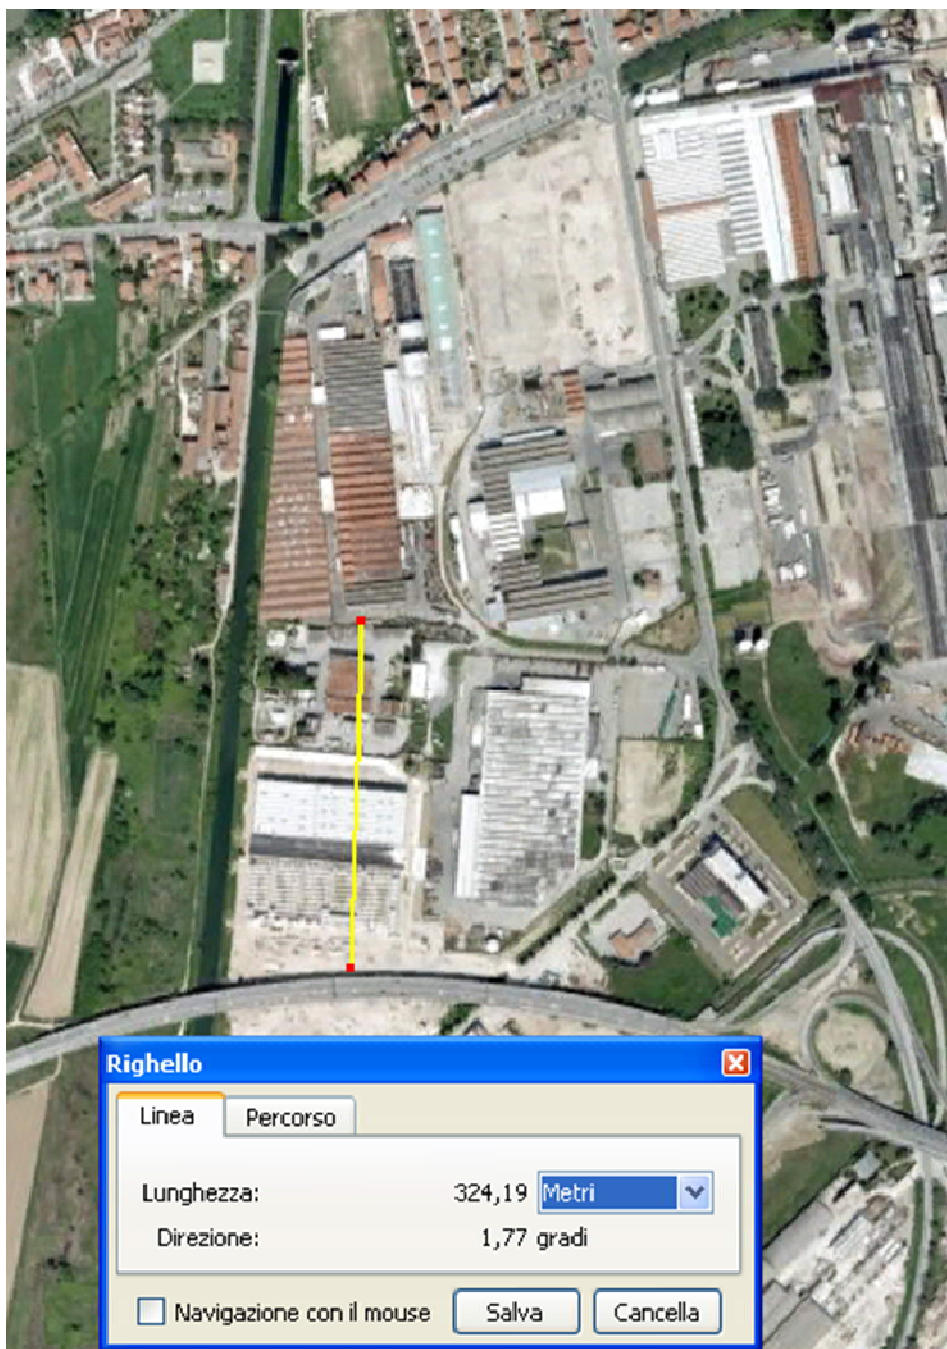 Righello
Linea Percorso
Lunghezza: 324,19 Metri
Direzione: 1,77 gradi
Navigazione con il mouse Salva Cancella